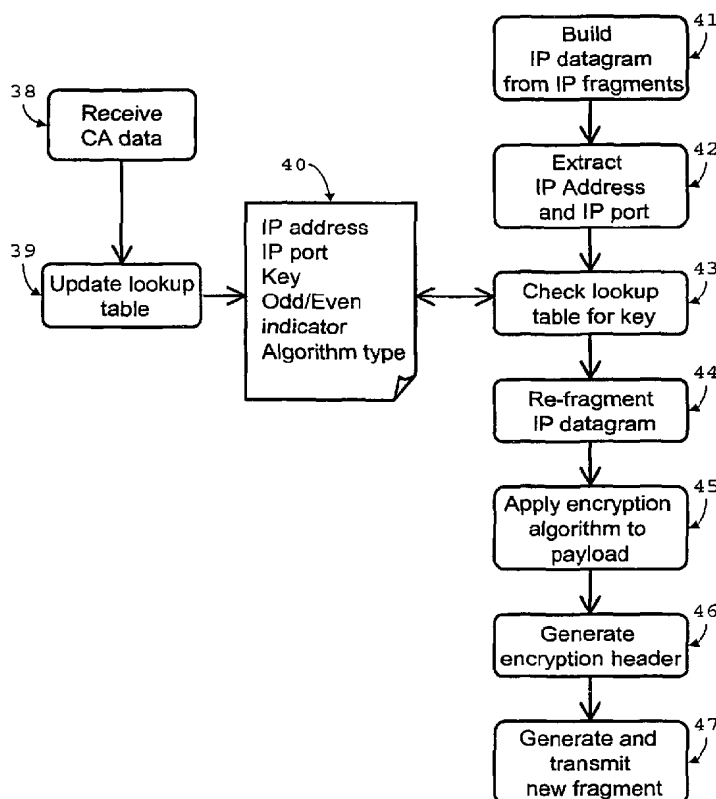 38
Receive
CA data
39
Update lookup
table
40
IP address
IP port
Key
Odd/Even
indicator
Algorithm type
41
Build
IP datagram
from IP fragments
42
Extract
IP Address
and IP port
43
Check lookup
table for key
44
Re-fragment
IP datagram
45
Apply encryption
algorithm to
payload
46
Generate
encryption header
47
Generate and
transmit
new fragment